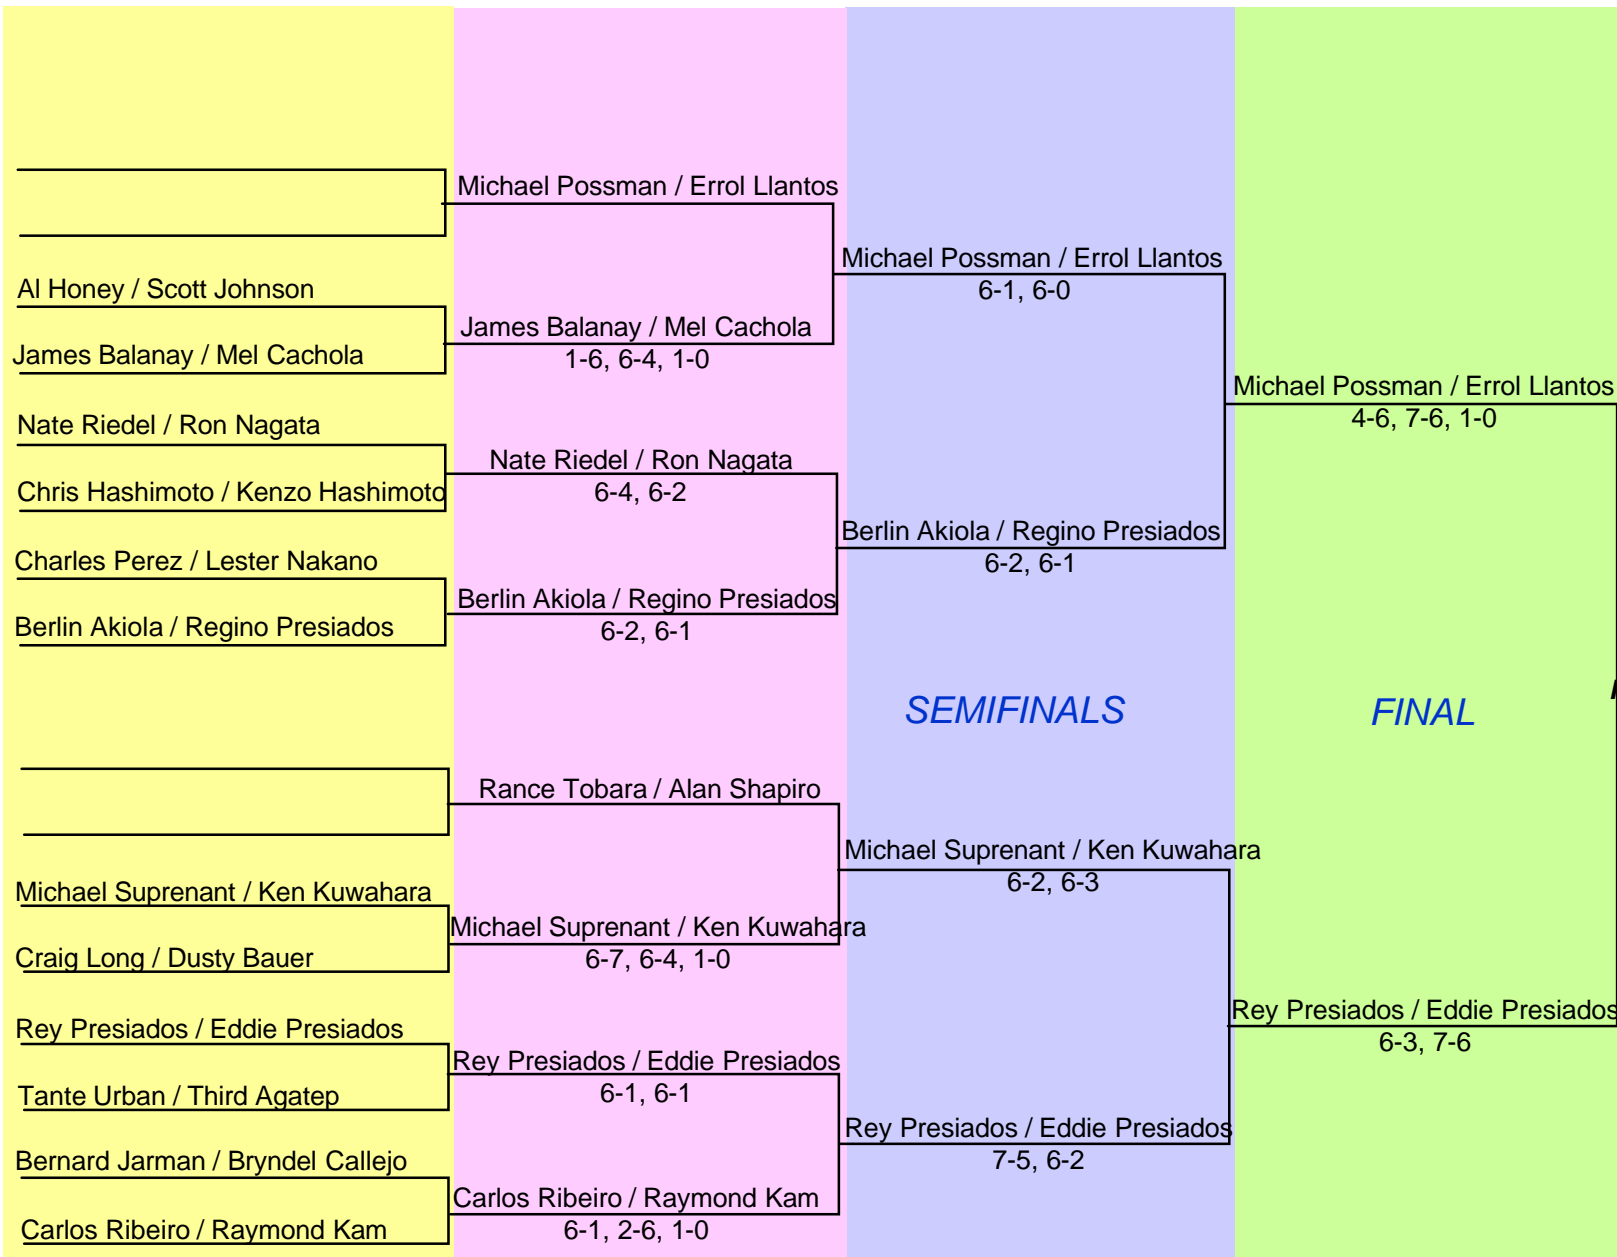 Al Honey / Scott Johnson
James Balanay / Mel Cachola
Nate Riedel / Ron Nagata
Chris Hashimoto / Kenzo Hashimoto
Charles Perez / Lester Nakano
Berlin Akiola / Regino Presiados
Michael Suprenant / Ken Kuwahara
Craig Long / Dusty Bauer
Rey Presiados / Eddie Presiados
Tante Urban / Third Agatep
Bernard Jarman / Bryndel Callejo
Carlos Ribeiro / Raymond Kam
Michael Possman / Errol Llantos
James Balanay / Mel Cachola
1-6, 6-4, 1-0
Nate Riedel / Ron Nagata
6-4, 6-2
Berlin Akiola / Regino Presiados
6-2, 6-1
Rance Tobara / Alan Shapiro
Michael Suprenant / Ken Kuwahara
6-7, 6-4, 1-0
Rey Presiados / Eddie Presiados
6-1, 6-1
Carlos Ribeiro / Raymond Kam
6-1, 2-6, 1-0
Michael Possman / Errol Llantos
6-1, 6-0
Berlin Akiola / Regino Presiados
6-2, 6-1
SEMIFINALS
Michael Suprenant / Ken Kuwahara
6-2, 6-3
Rey Presiados / Eddie Presiados
7-5, 6-2
Michael Possman / Errol Llantos
4-6, 7-6, 1-0
FINAL
Rey Presiados / Eddie Presiados
6-3, 7-6